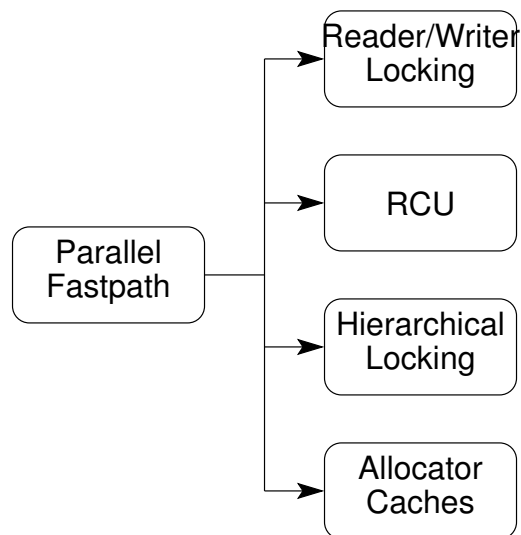 Reader/Writer
Locking
RCU
Parallel
Fastpath
Hierarchical
Locking
Allocator
Caches